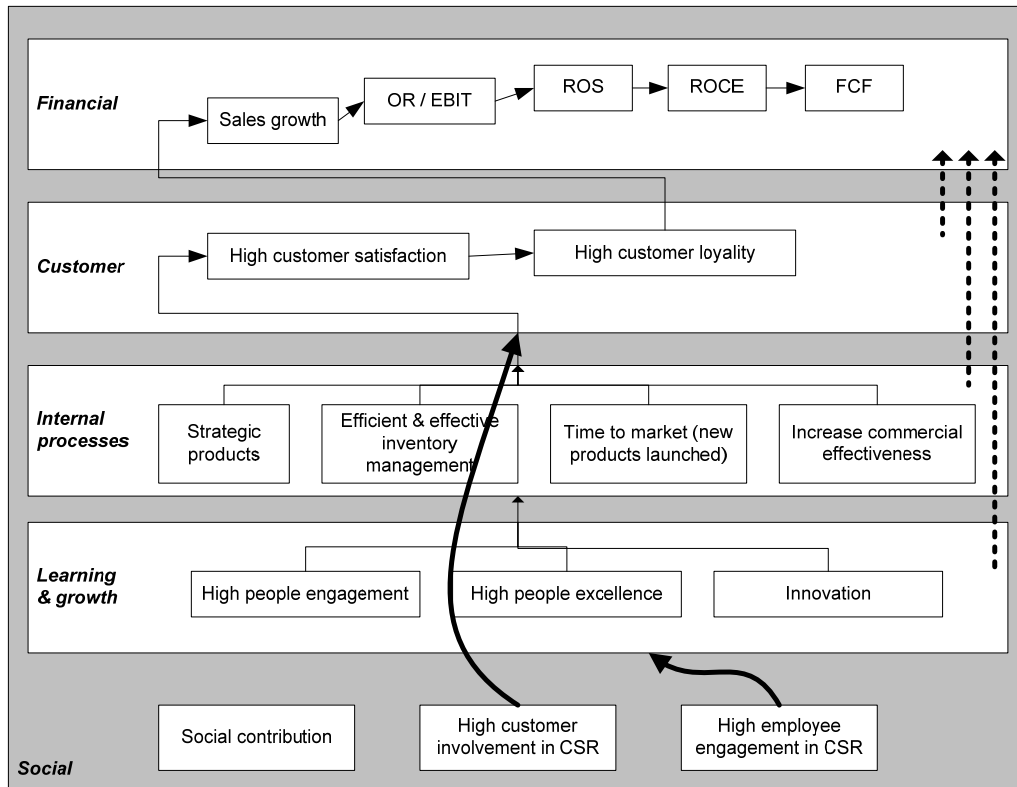 Financial
Sales growth
OR / EBIT
ROS
ROCE
FCF
Customer
High customer satisfaction
High customer loyality
Internal
processes
Strategic
products
Efficient & effective
inventory
management
Time to market (new
products launched)
Increase commercial
effectiveness
Learning
& growth
High people engagement
High people excellence
Innovation
Social contribution
High customer
involvement in CSR
High employee
engagement in CSR
Social